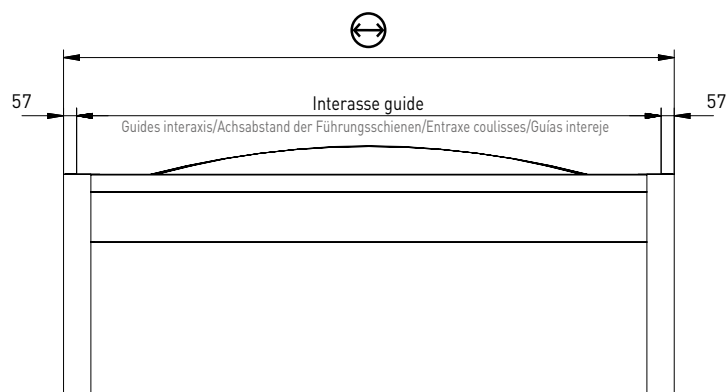 57
Interasse guide
57
Guides interaxis/Achsabstand der Führungsschienen/Entraxe coulisses/Guías intereje